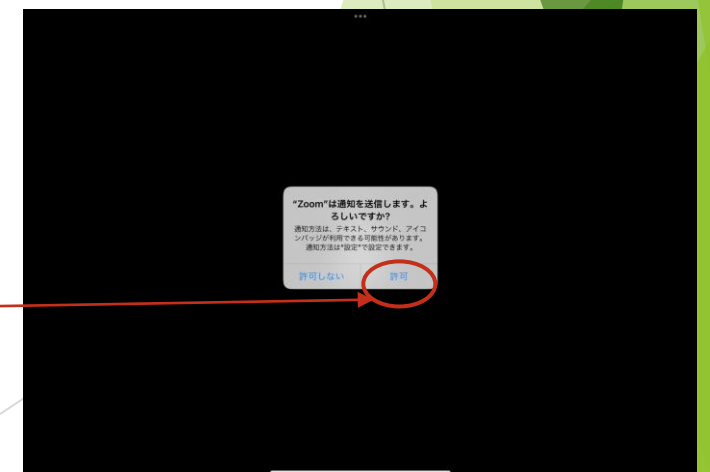 “Zoom”は通知を送信します。よ
ろしいですか?
通知方法は、テキスト、サウンド、アイコ
ンバッジが利用できる可能性があります。
通知方法は“設定”で設定できます。
許可しない
許可